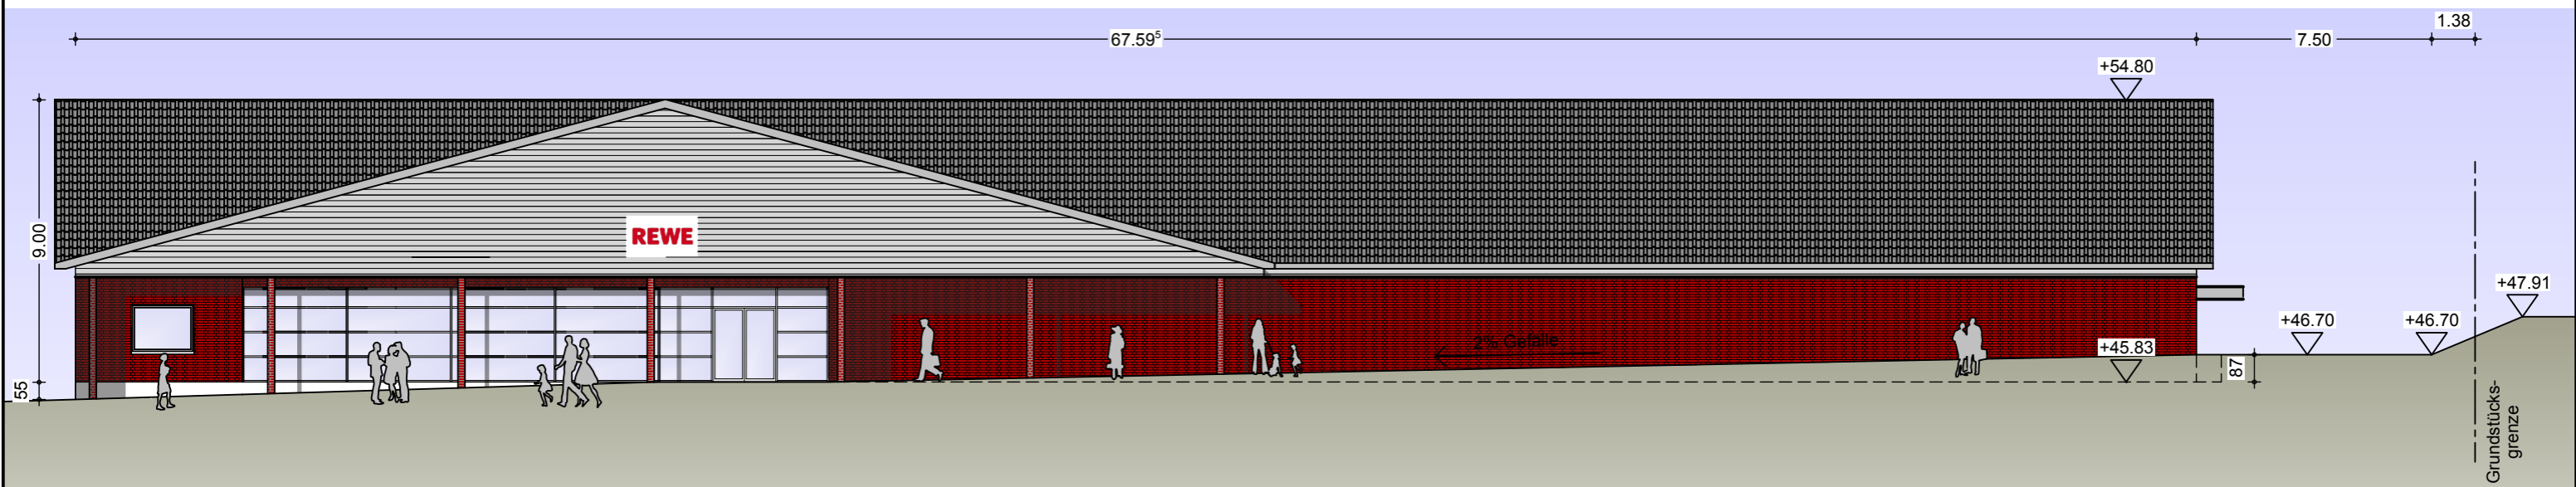 1.38
67.59⁵
7.50
+54.80
9.00
REWE
+47.91
+46.70
+46.70
2% Gefälle
+45.83
87
55
Grundstücks-
grenze